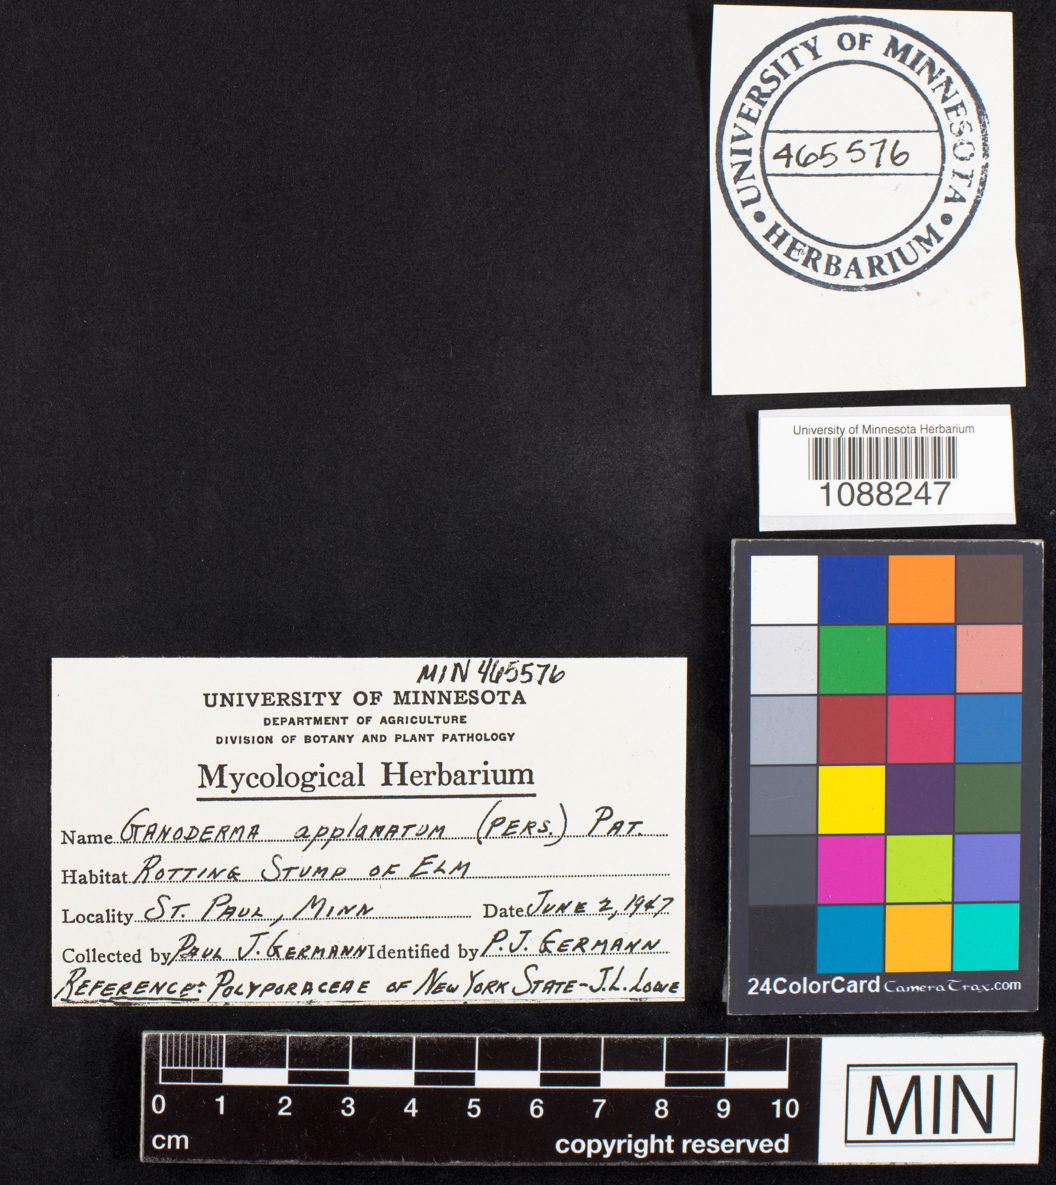 UNIVERSITY OF MINNESOTA
465576
• HERBARIUM •
University of Minnesota Herbarium
1088247
MIN 465576
UNIVERSITY OF MINNESOTA
DEPARTMENT OF AGRICULTURE
DIVISION OF BOTANY AND PLANT PATHOLOGY
Mycological Herbarium
Name GANODERMA applanatum (PERS.) PAT.
Habitat ROTTING STUMP OF ELM
Locality ST. PAUL, MINN Date JUNE 2, 1947
Collected by PAUL J. GERMANN Identified by P.J. GERMANN
REFERENCE: POLYPORACEAE OF NEW YORK STATE - J.L. LOWE
24ColorCard CameraTrax.com
0 1 2 3 4 5 6 7 8 9 10
cm
copyright reserved
MIN